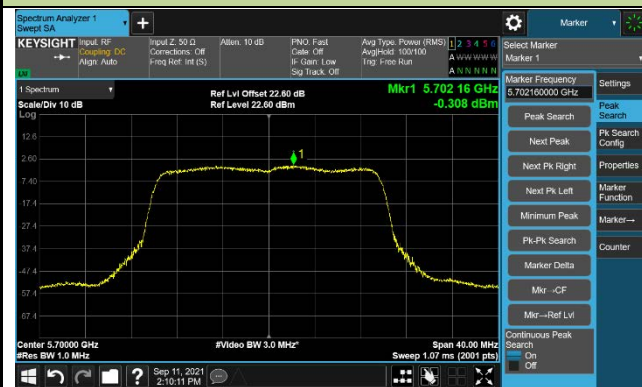 Spectrum Analyzer 1
Swept SA
+
Marker
KEYSIGHT
Input: RF
Coupling: DC
Align: Auto
Input Z: 50 Ω
Corrections: Off
Freq Ref: Int (S)
Atten: 10 dB
PNO: Fast
Gate: Off
IF Gain: Low
Sig Track: Off
Avg Type: Power (RMS)
Avg|Hold: 100/100
Trig: Free Run
1 2 3 4 5 6
A W W W W W
A N N N N N
Select Marker
Marker 1
1 Spectrum
Scale/Div 10 dB
Log
Ref Lvl Offset 22.60 dB
Ref Level 22.60 dBm
Mkr1 5.702 16 GHz
-0.308 dBm
1
12.6
2.60
-7.40
-17.4
-27.4
-37.4
-47.4
-57.4
-67.4
Center 5.70000 GHz
#Res BW 1.0 MHz
#Video BW 3.0 MHz*
Span 40.00 MHz
Sweep 1.07 ms (2001 pts)
Marker Frequency
5.702160000 GHz
Peak Search
Next Peak
Next Pk Right
Next Pk Left
Minimum Peak
Pk-Pk Search
Marker Delta
Mkr→CF
Mkr→Ref Lvl
Continuous Peak
Search
On
Off
Settings
Peak
Search
Pk Search
Config
Properties
Marker
Function
Marker→
Counter
?
Sep 11, 2021
2:10:11 PM